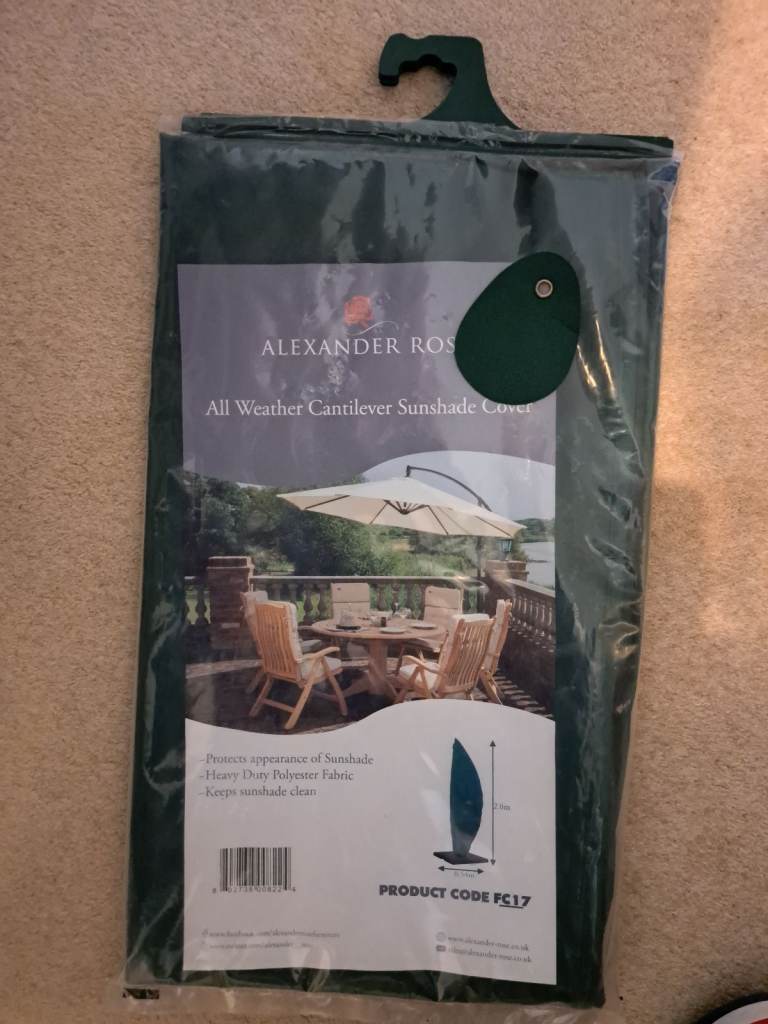 ALEXANDER ROS
All Weather Cantilever Sunshade Cover
–Protects appearance of Sunshade
–Heavy Duty Polyester Fabric
–Keeps sunshade clean
2.0m
PRODUCT CODE FC17
www.alexander-rose.co.uk